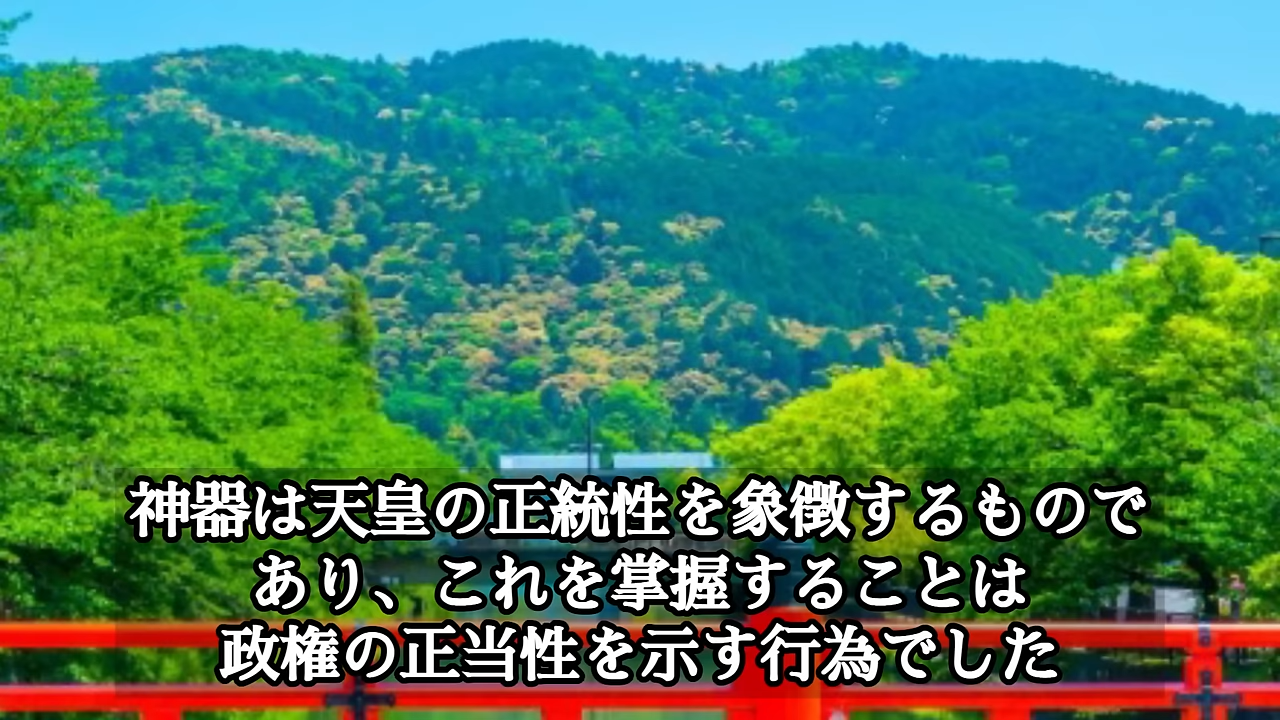 神器は天皇の正統性を象徴するもので
あり、これを掌握することは
政権の正当性を示す行為でした